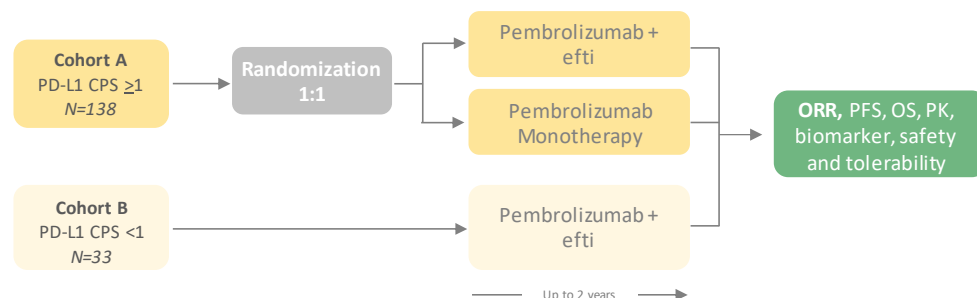 Cohort A
PD-L1 CPS ≥1
N=138
Randomization
1:1
Pembrolizumab +
efti
Pembrolizumab
Monotherapy
ORR, PFS, OS, PK,
biomarker, safety
and tolerability
Cohort B
PD-L1 CPS <1
N=33
Pembrolizumab +
efti
Up to 2 years